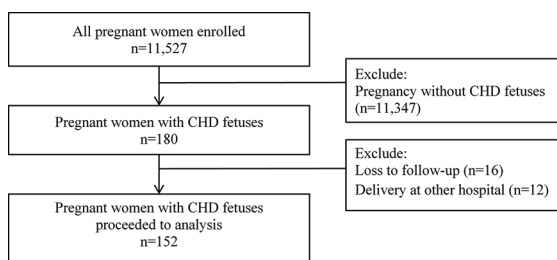 All pregnant women enrolled
n=11,527
Exclude:
Pregnancy without CHD fetuses
(n=11,347)
Pregnant women with CHD fetuses
n=180
Exclude:
Loss to follow-up (n=16)
Delivery at other hospital (n=12)
Pregnant women with CHD fetuses
proceeded to analysis
n=152